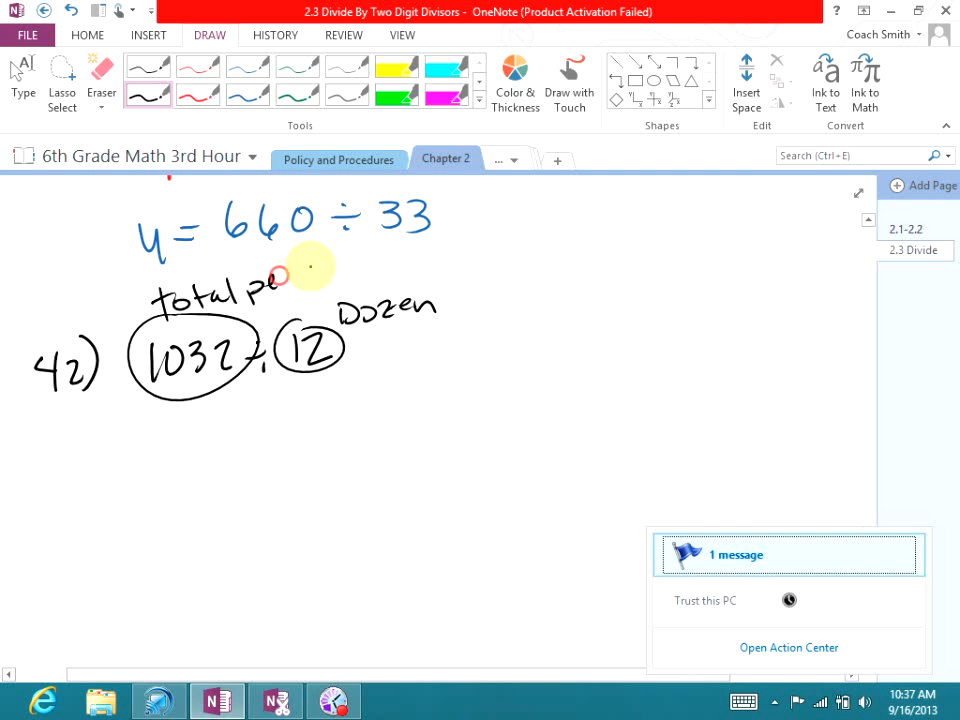 2.3 Divide By Two Digit Divisors - OneNote (Product Activation Failed)
?
FILE HOME INSERT DRAW HISTORY REVIEW VIEW Coach Smith
Type Lasso Select Eraser Color & Thickness Draw with Touch Insert Space Ink to Text Ink to Math
Tools Shapes Edit Convert
6th Grade Math 3rd Hour Policy and Procedures Chapter 2 ... + Search (Ctrl+E)
Add Page
2.1-2.2
2.3 Divide
y = 660 ÷ 33
total pe
Dozen
42) 1032 ÷ 12
1 message
Trust this PC
Open Action Center
10:37 AM
9/16/2013